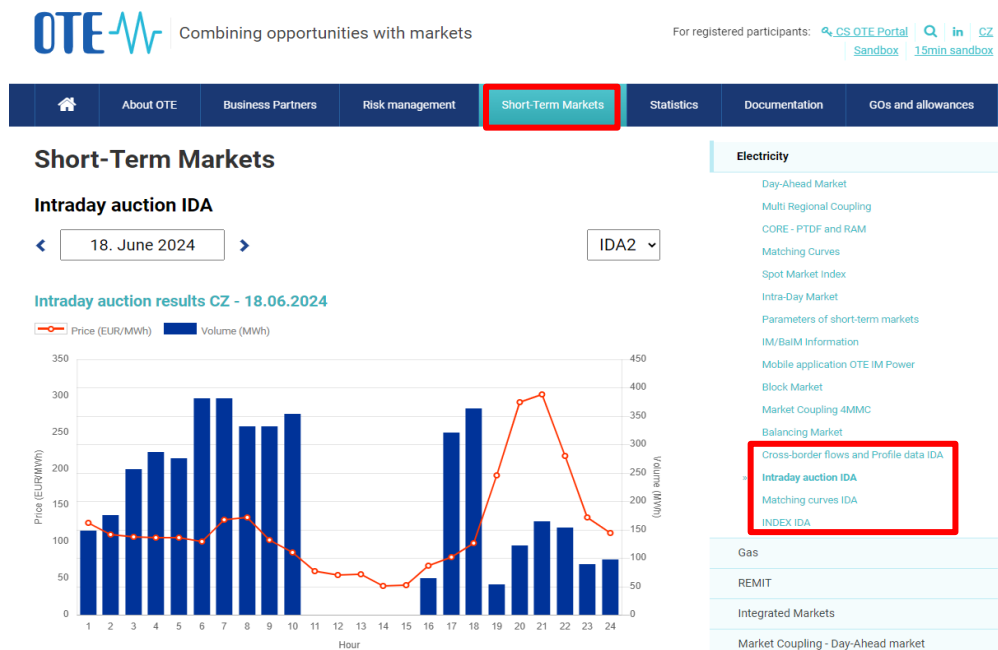 OTE
Combining opportunities with markets
For registered participants: CS OTE Portal in CZ
Sandbox 15min sandbox
About OTE Business Partners Risk management Short-Term Markets Statistics Documentation GOs and allowances
Short-Term Markets
Intraday auction IDA
18. June 2024
IDA2
Intraday auction results CZ - 18.06.2024
Price (EUR/MWh) Volume (MWh)
350
300
250
200
150
100
50
0
Price (EUR/MWh)
450
400
350
300
250
200
150
100
50
0
Volume (MWh)
1 2 3 4 5 6 7 8 9 10 11 12 13 14 15 16 17 18 19 20 21 22 23 24
Hour
Electricity
Day-Ahead Market
Multi Regional Coupling
CORE - PTDF and RAM
Matching Curves
Spot Market Index
Intra-Day Market
Parameters of short-term markets
IM/BaIM Information
Mobile application OTE IM Power
Block Market
Market Coupling 4MMC
Balancing Market
Cross-border flows and Profile data IDA
» Intraday auction IDA
Matching curves IDA
INDEX IDA
Gas
REMIT
Integrated Markets
Market Coupling - Day-Ahead market